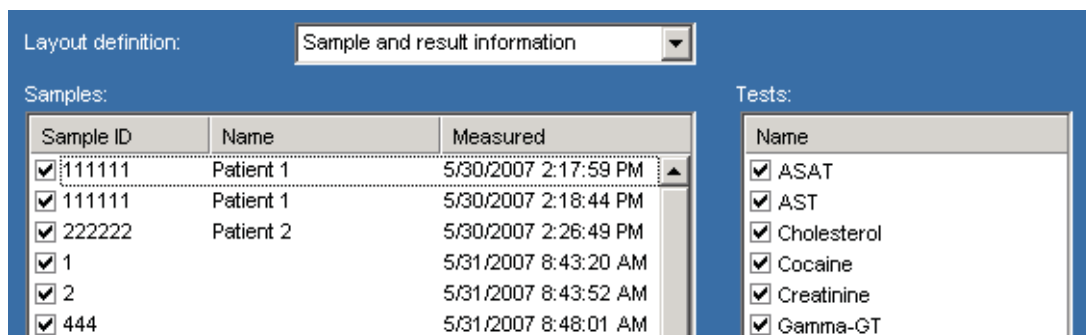 Layout definition: Sample and result information
Samples:
Sample ID Name Measured
111111 Patient 1 5/30/2007 2:17:59 PM
111111 Patient 1 5/30/2007 2:18:44 PM
222222 Patient 2 5/30/2007 2:26:49 PM
1 5/31/2007 8:43:20 AM
2 5/31/2007 8:43:52 AM
444 5/31/2007 8:48:01 AM
Tests:
Name
ASAT
AST
Cholesterol
Cocaine
Creatinine
Gamma-GT